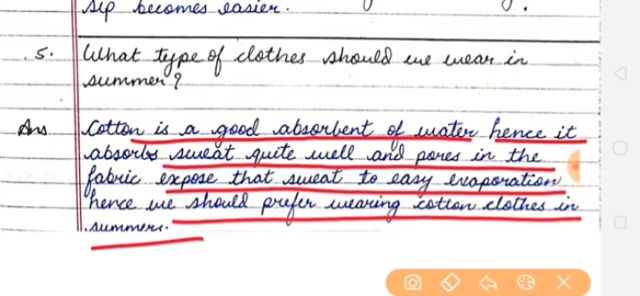 sip becomes easier.
5. What type of clothes should we wear in
summer?
Ans Cotton is a good absorbent of water hence it
absorbs sweat quite well and pores in the
fabric expose that sweat to easy evaporation
hence we should prefer wearing cotton clothes in
summer.